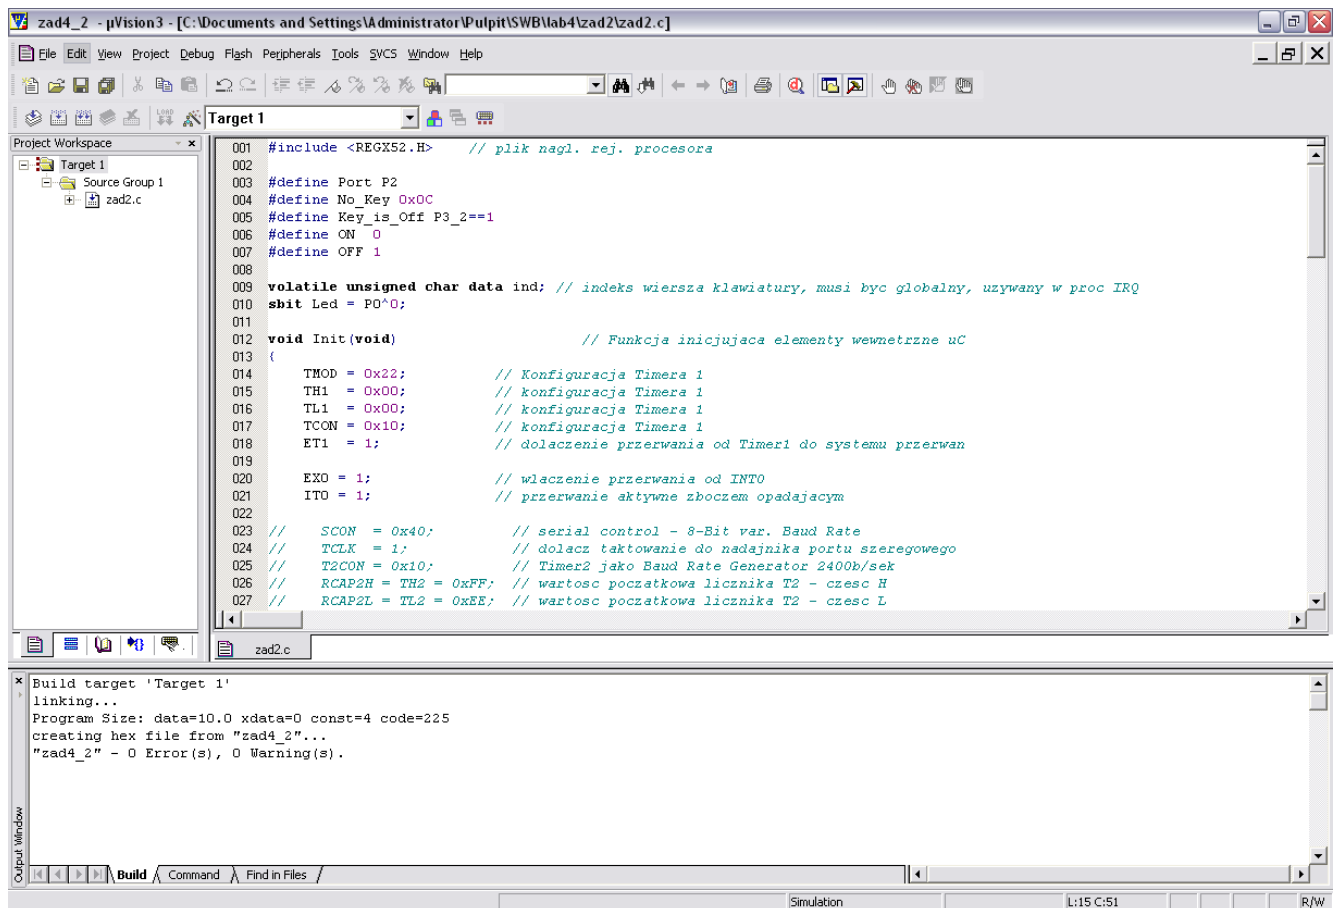 zad4_2 - µVision3 - [C:\Documents and Settings\Administrator\Pulpit\SWB\lab4\zad2\zad2.c]
File Edit View Project Debug Flash Peripherals Tools SVCS Window Help
Target 1
Project Workspace
Target 1
Source Group 1
zad2.c
001 #include <REGX52.H> // plik nagl. rej. procesora
002
003 #define Port P2
004 #define No_Key 0x0C
005 #define Key_is_Off P3_2==1
006 #define ON 0
007 #define OFF 1
008
009 volatile unsigned char data ind; // indeks wiersza klawiatury, musi byc globalny, uzywany w proc IRQ
010 sbit Led = P0^0;
011
012 void Init(void) // Funkcja inicjujaca elementy wewnetrzne uC
013 {
014 TMOD = 0x22; // Konfiguracja Timera 1
015 TH1 = 0x00; // konfiguracja Timera 1
016 TL1 = 0x00; // konfiguracja Timera 1
017 TCON = 0x10; // konfiguracja Timera 1
018 ET1 = 1; // dolaczenie przerwania od Timer1 do systemu przerwan
019
020 EX0 = 1; // wlaczenie przerwania od INT0
021 IT0 = 1; // przerwanie aktywne zboczem opadajacym
022
023 // SCON = 0x40; // serial control - 8-Bit var. Baud Rate
024 // TCLK = 1; // dolacz taktowanie do nadajnika portu szeregowego
025 // T2CON = 0x10; // Timer2 jako Baud Rate Generator 2400b/sek
026 // RCAP2H = TH2 = 0xFF; // wartosc poczatkowa licznika T2 - czesc H
027 // RCAP2L = TL2 = 0xEE; // wartosc poczatkowa licznika T2 - czesc L
zad2.c
Build target 'Target 1'
linking...
Program Size: data=10.0 xdata=0 const=4 code=225
creating hex file from "zad4_2"...
"zad4_2" - 0 Error(s), 0 Warning(s).
Output Window
Build Command Find in Files
Simulation L:15 C:51 R/W